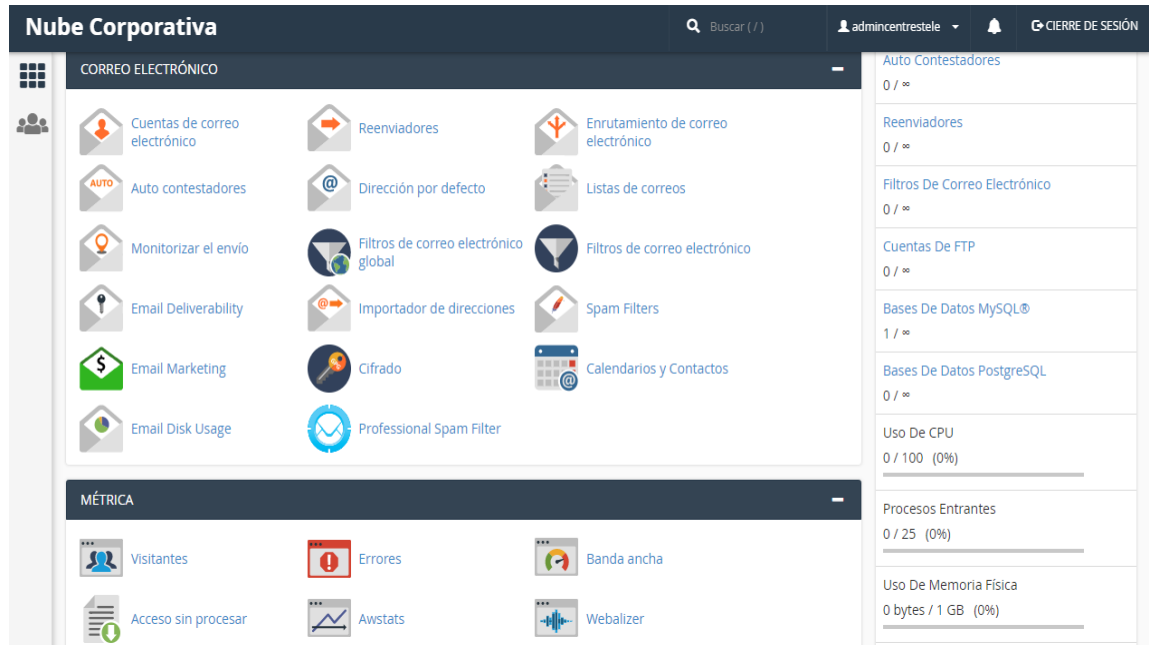 Nube Corporativa
Buscar ( / )
admincentrestele
CIERRE DE SESIÓN
CORREO ELECTRÓNICO
Cuentas de correo
electrónico
Reenviadores
Enrutamiento de correo
electrónico
AUTO
Auto contestadores
@
Dirección por defecto
Listas de correos
Monitorizar el envío
Filtros de correo electrónico
global
Filtros de correo electrónico
Email Deliverability
@
Importador de direcciones
Spam Filters
$
Email Marketing
Cifrado
@
Calendarios y Contactos
Email Disk Usage
Professional Spam Filter
MÉTRICA
Visitantes
Errores
Banda ancha
Acceso sin procesar
Awstats
Webalizer
Auto Contestadores
0 / ∞
Reenviadores
0 / ∞
Filtros De Correo Electrónico
0 / ∞
Cuentas De FTP
0 / ∞
Bases De Datos MySQL®
1 / ∞
Bases De Datos PostgreSQL
0 / ∞
Uso De CPU
0 / 100 (0%)
Procesos Entrantes
0 / 25 (0%)
Uso De Memoria Física
0 bytes / 1 GB (0%)